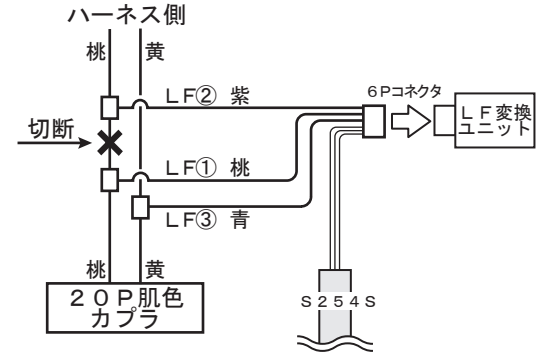 ハーネス側
桃 黄
LF② 紫
6Pコネクタ
LF変換
ユニット
切断
LF① 桃
LF③ 青
桃 黄
20P肌色
カプラ
S254S